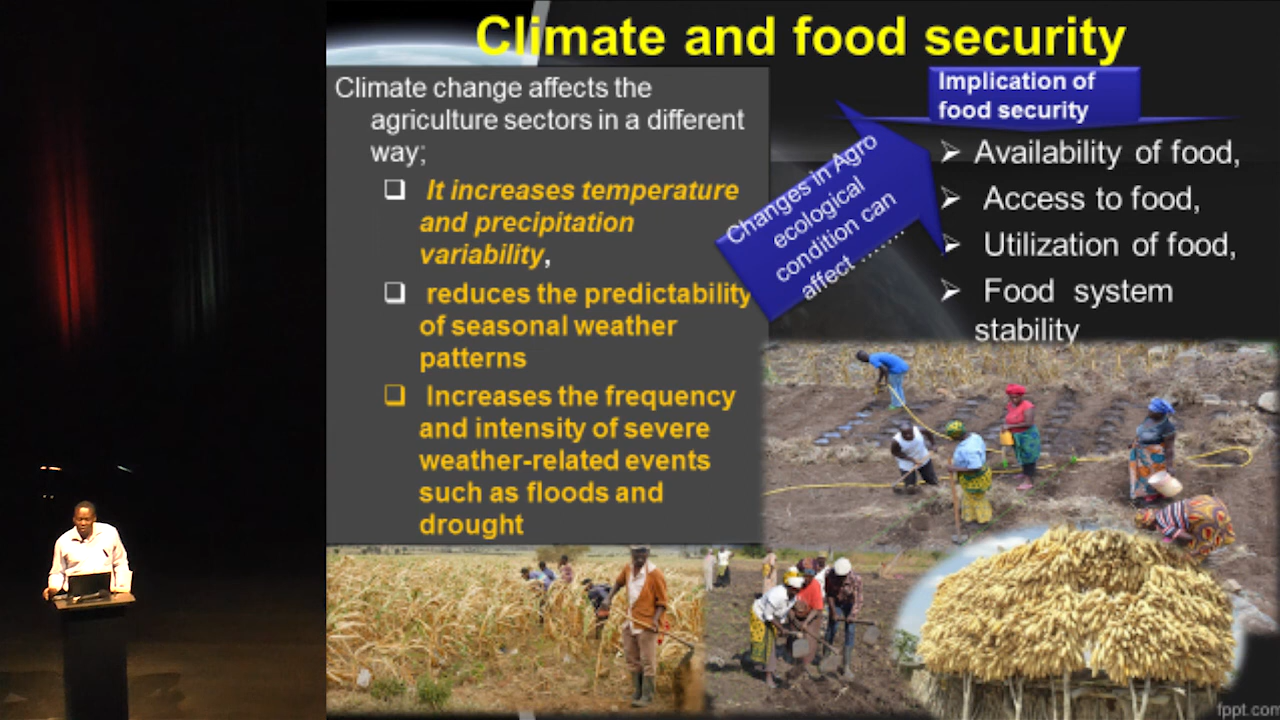 Climate and food security
Climate change affects the
agriculture sectors in a different
way;
❑ It increases temperature
and precipitation
variability,
❑ reduces the predictability
of seasonal weather
patterns
❑ Increases the frequency
and intensity of severe
weather-related events
such as floods and
drought
Changes in Agro
ecological
condition can
affect ......
Implication of
food security
➢ Availability of food,
➢ Access to food,
➢ Utilization of food,
➢ Food system
stability
fppt.com